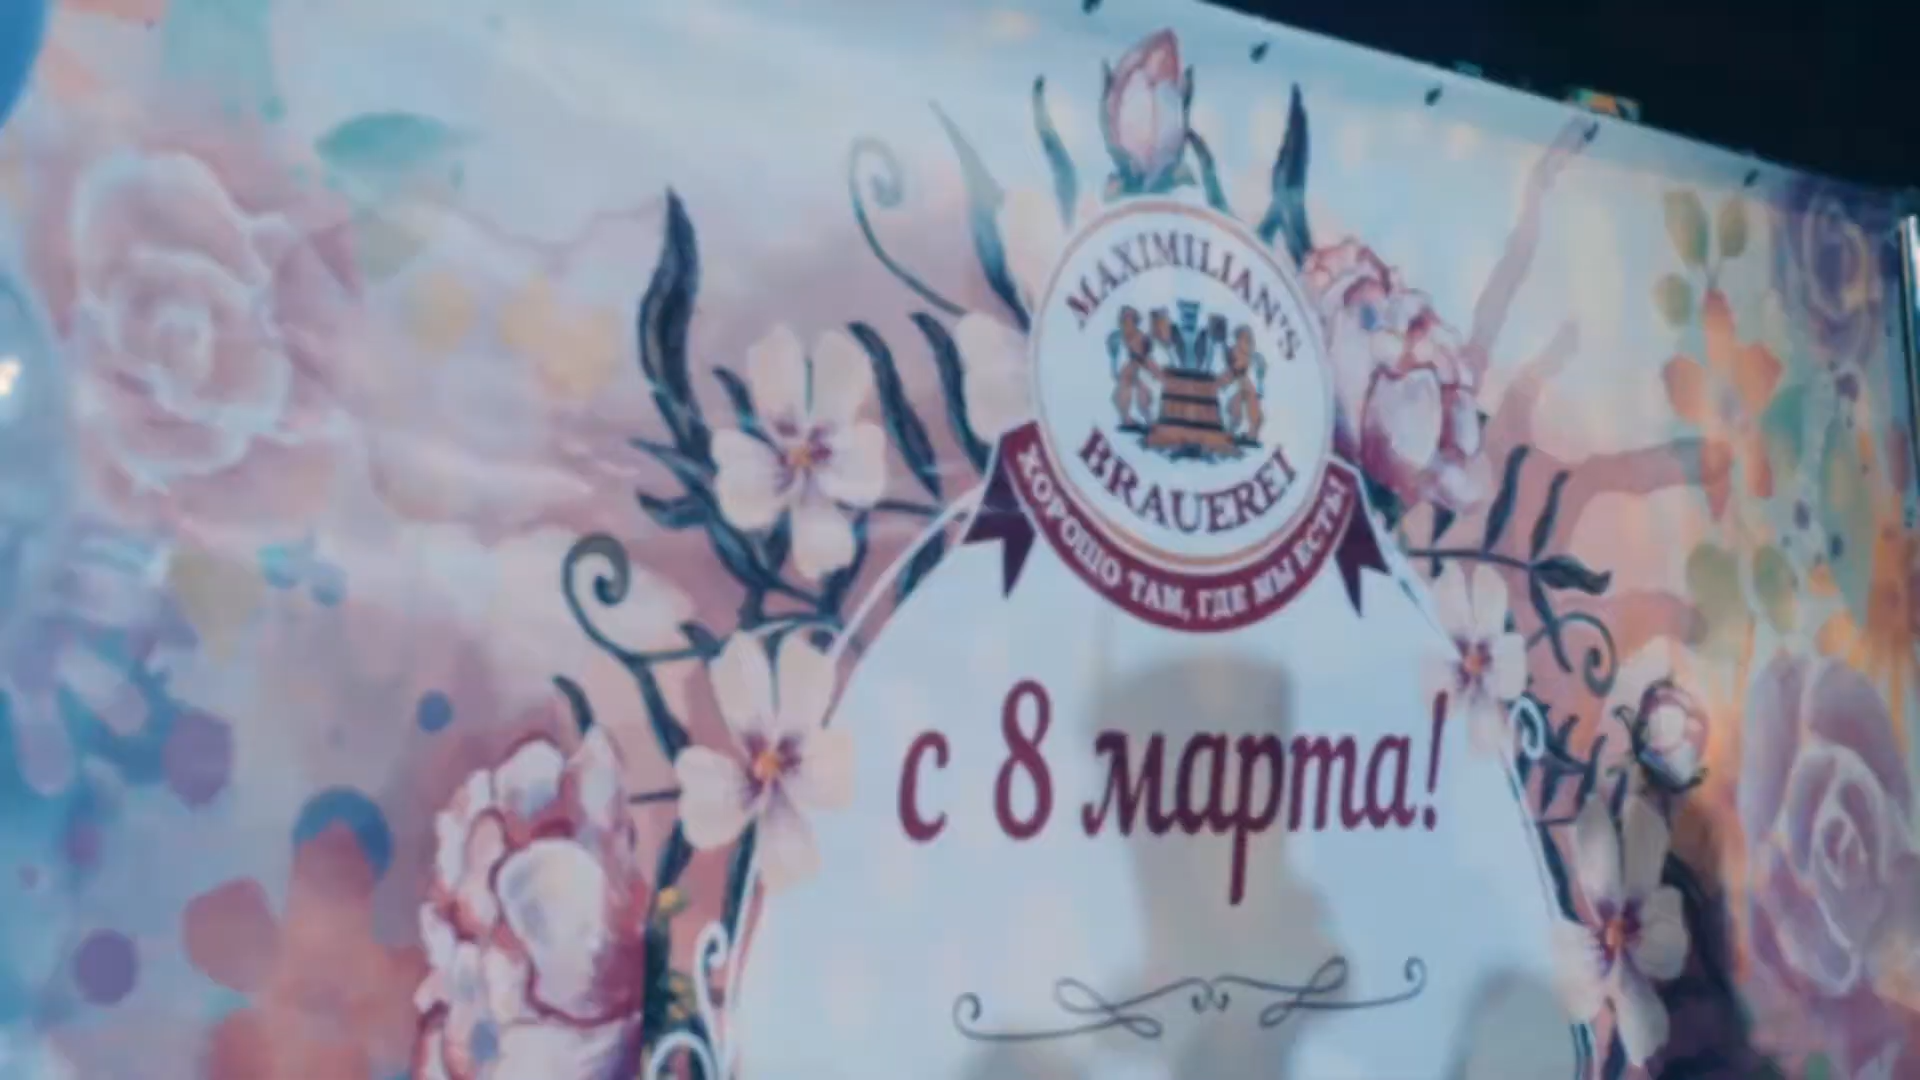 MAXIMILIAN'S
BRAUEREI
ХОРОШО ТАМ, ГДЕ МЫ ЕСТЬ!
с 8 марта!